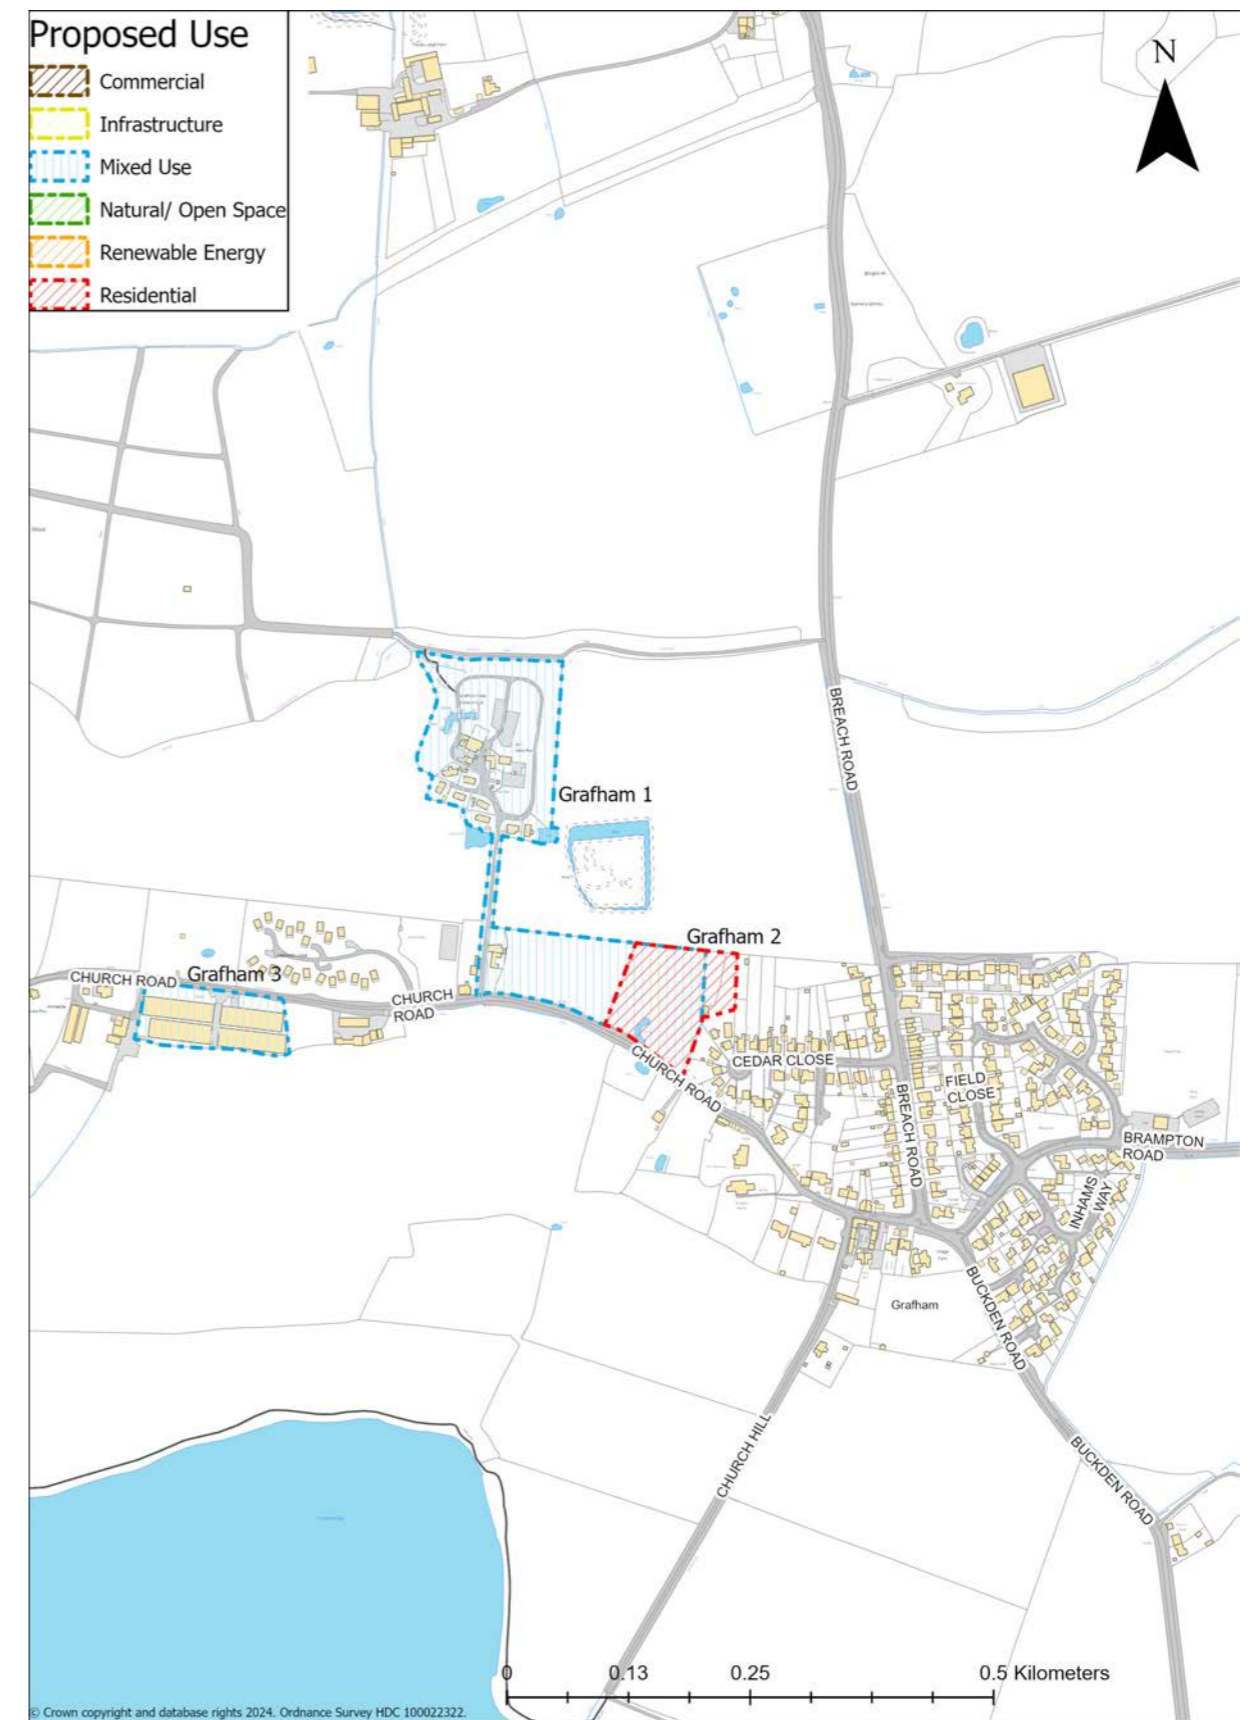 Proposed Use
Commercial
Infrastructure
Mixed Use
Natural/ Open Space
Renewable Energy
Residential
N
BREACH ROAD
Grafham 1
Grafham 2
Grafham 3
CHURCH ROAD
CHURCH
ROAD
CHURCH ROAD
CEDAR CLOSE
FIELD
CLOSE
BREACH ROAD
BRAMPTON
ROAD
INHAMS
WAY
Grafham
BUCKDEN ROAD
CHURCH HILL
BUCKDEN ROAD
0
0.13
0.25
0.5 Kilometers
© Crown copyright and database rights 2024. Ordnance Survey HDC 100022322.